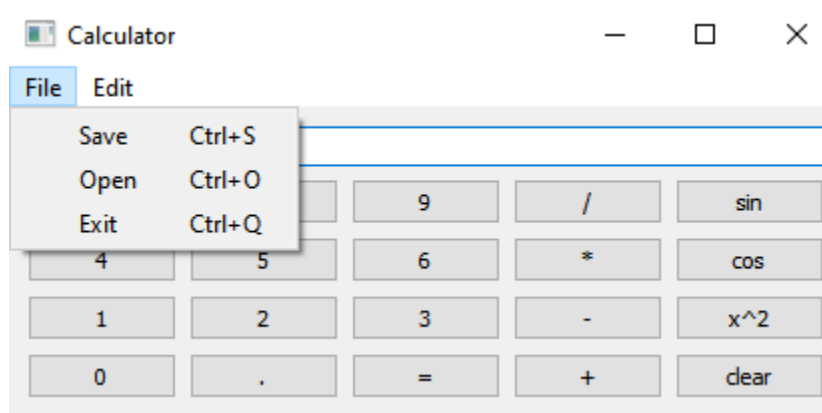 Calculator
File Edit
Save Ctrl+S
Open Ctrl+O
Exit Ctrl+Q
9 / sin
4 5 6 * cos
1 2 3 - x^2
0 . = + clear